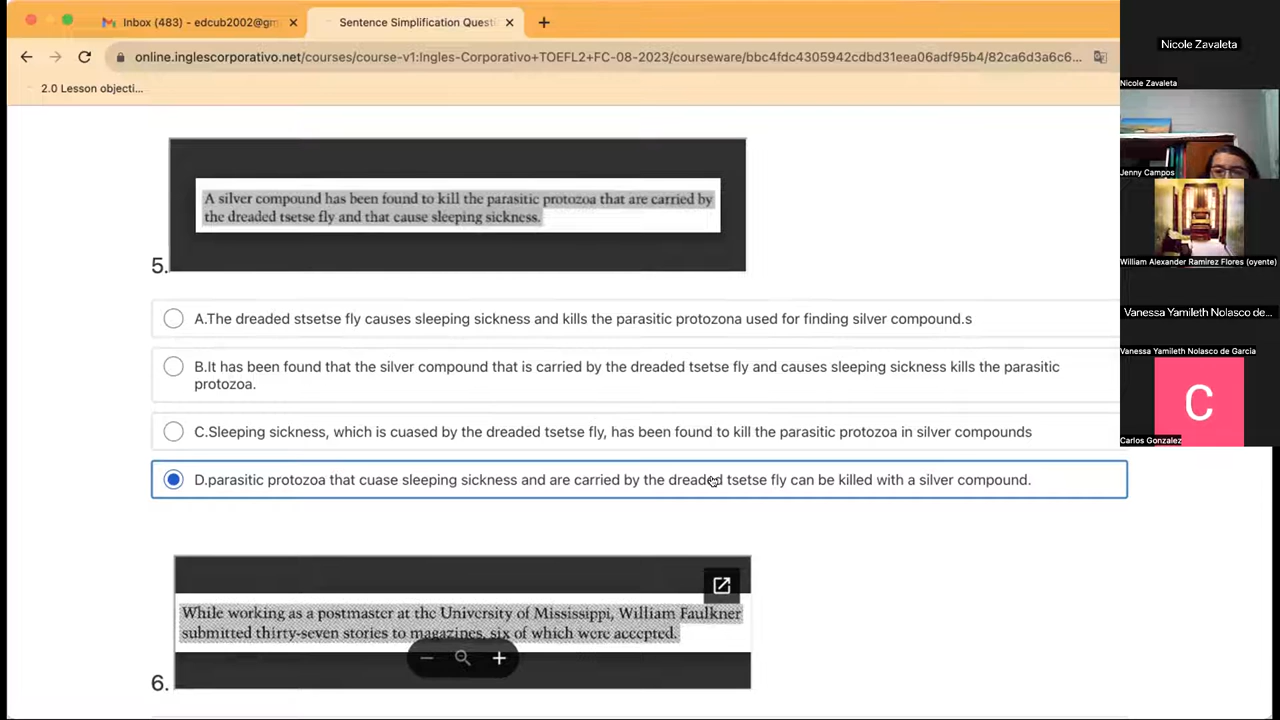 Inbox (483) - edcub2002@gm
Sentence Simplification Questi
online.inglescorporativo.net/courses/course-v1:Ingles-Corporativo+TOEFL2+FC-08-2023/courseware/bbc4fdc4305942cdbd31eea06adf95b4/82ca6d3a6c6...
2.0 Lesson objecti...
Nicole Zavaleta
Nicole Zavaleta
Jenny Campos
William Alexander Ramirez Flores (oyente)
Vanessa Yamileth Nolasco de...
Vanessa Yamileth Nolasco de Garcia
C
Carlos Gonzalez
A silver compound has been found to kill the parasitic protozoa that are carried by
the dreaded tsetse fly and that cause sleeping sickness.
5.
A.The dreaded stsetse fly causes sleeping sickness and kills the parasitic protozona used for finding silver compound.s
B.It has been found that the silver compound that is carried by the dreaded tsetse fly and causes sleeping sickness kills the parasitic
protozoa.
C.Sleeping sickness, which is cuased by the dreaded tsetse fly, has been found to kill the parasitic protozoa in silver compounds
D.parasitic protozoa that cuase sleeping sickness and are carried by the dreaded tsetse fly can be killed with a silver compound.
While working as a postmaster at the University of Mississippi, William Faulkner
submitted thirty-seven stories to magazines, six of which were accepted.
6.